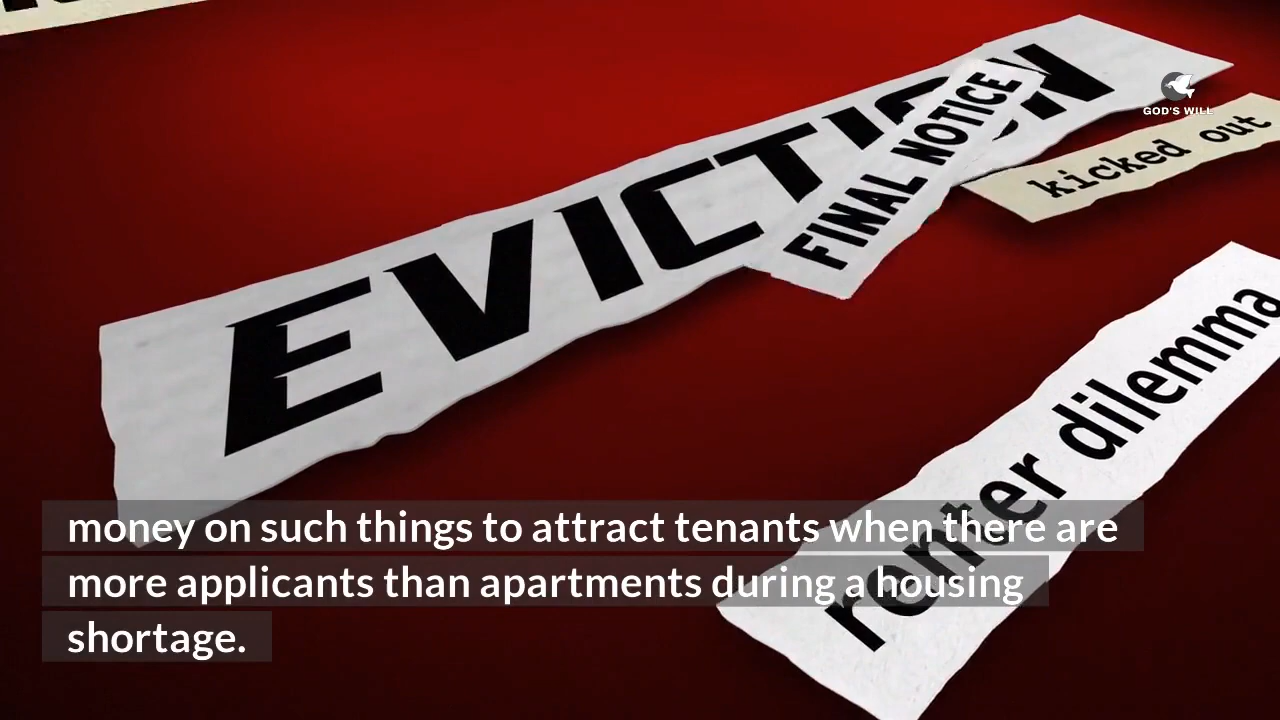 EVICTION
FINAL NOTICE
GOD'S WILL
kicked out
renter dilemma
money on such things to attract tenants when there are
more applicants than apartments during a housing
shortage.